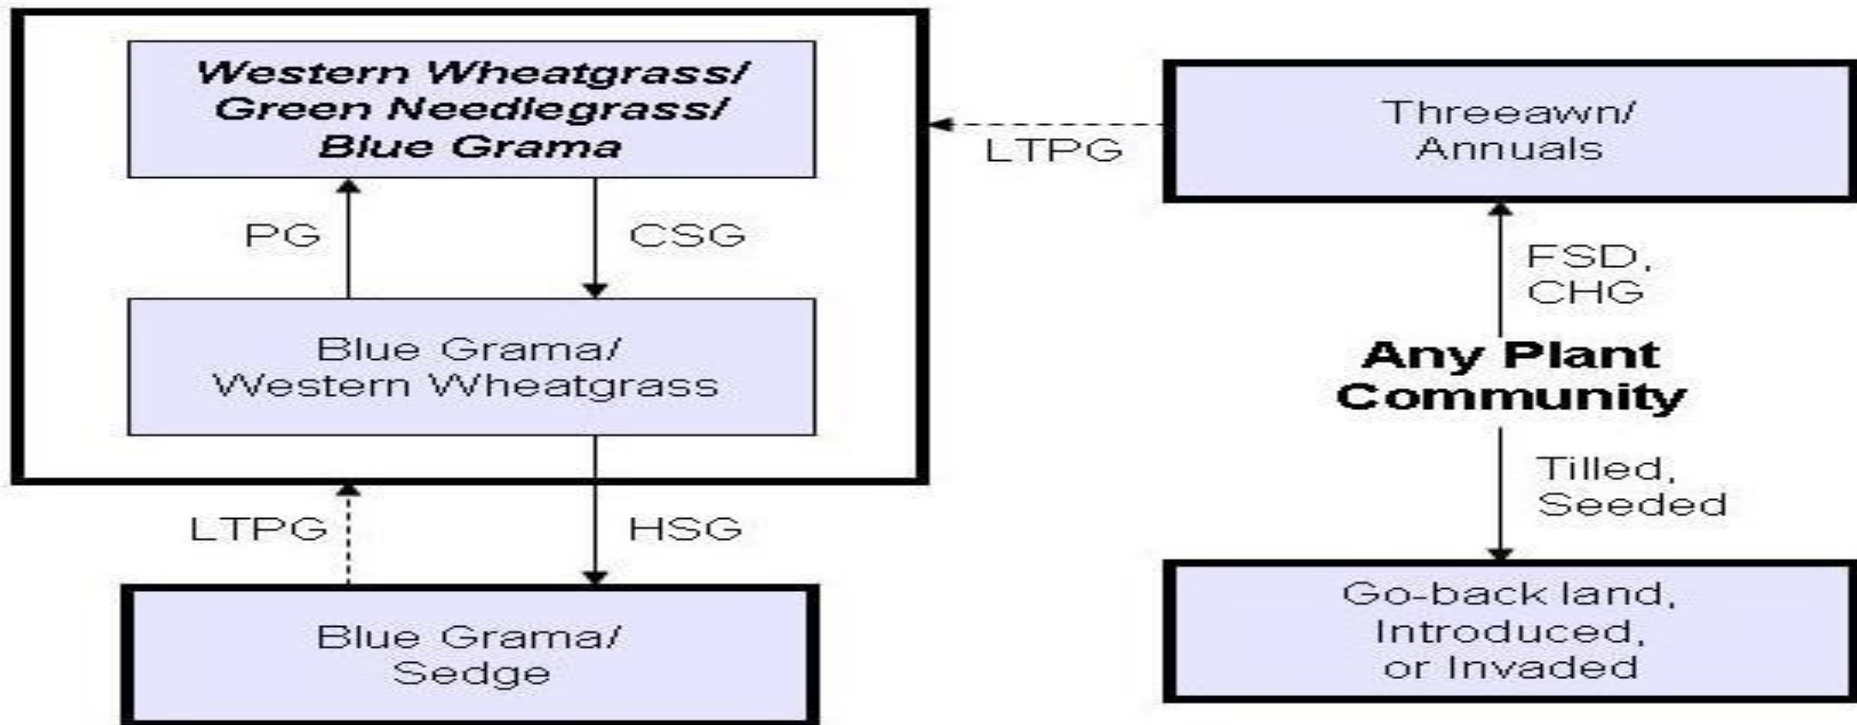 Western Wheatgrass/
Green Needlegrass/
Blue Grama
PG
CSG
Blue Grama/
Western Wheatgrass
LTPG
HSG
Blue Grama/
Sedge
LTPG
Threeawn/
Annuals
FSD,
CHG
Any Plant
Community
Tilled,
Seeded
Go-back land,
Introduced,
or Invaded